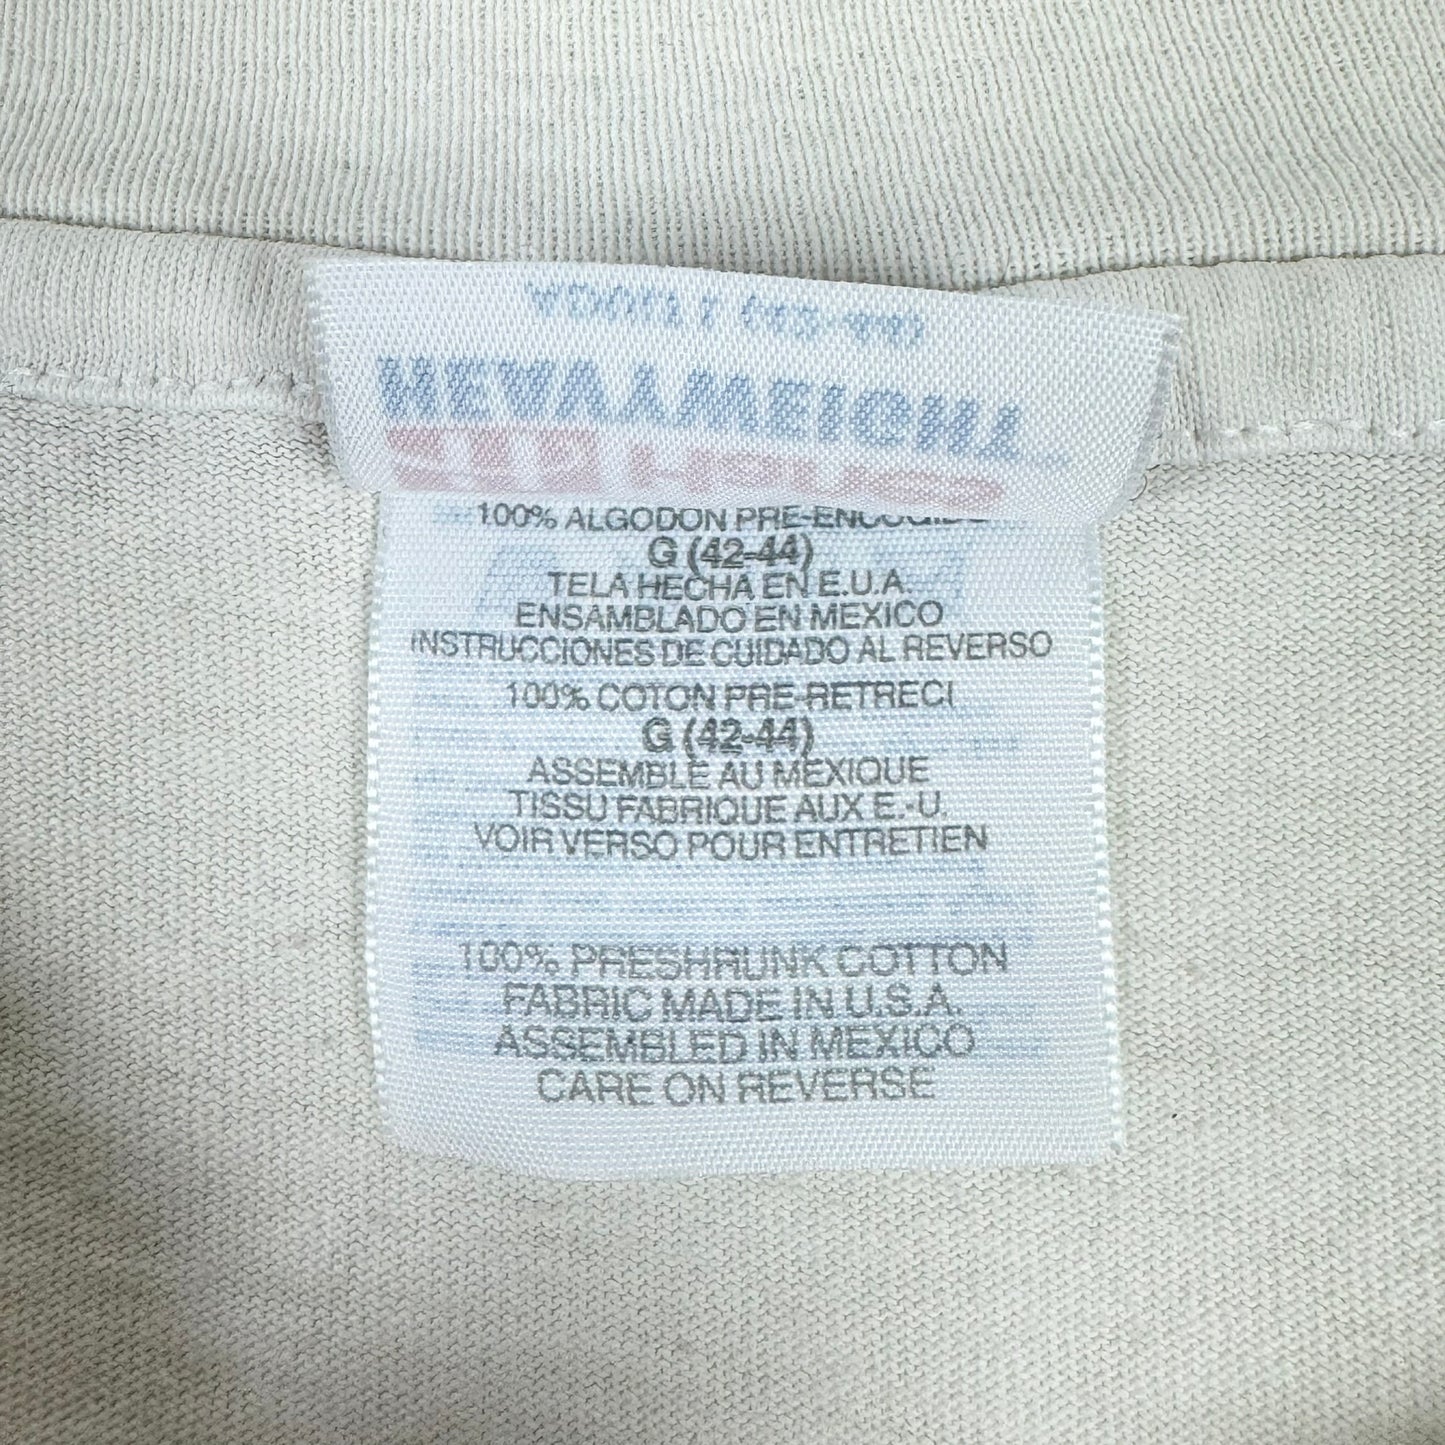 HEAVYWEIGHT
100% ALGODON PRE-ENCOGIDO
G (42-44)
TELA HECHA EN E.U.A.
ENSAMBLADO EN MEXICO
INSTRUCCIONES DE CUIDADO AL REVERSO
100% COTON PRE-RETRECI
G (42-44)
ASSEMBLE AU MEXIQUE
TISSU FABRIQUE AUX E.-U.
VOIR VERSO POUR ENTRETIEN
100% PRESHRUNK COTTON
FABRIC MADE IN U.S.A.
ASSEMBLED IN MEXICO
CARE ON REVERSE